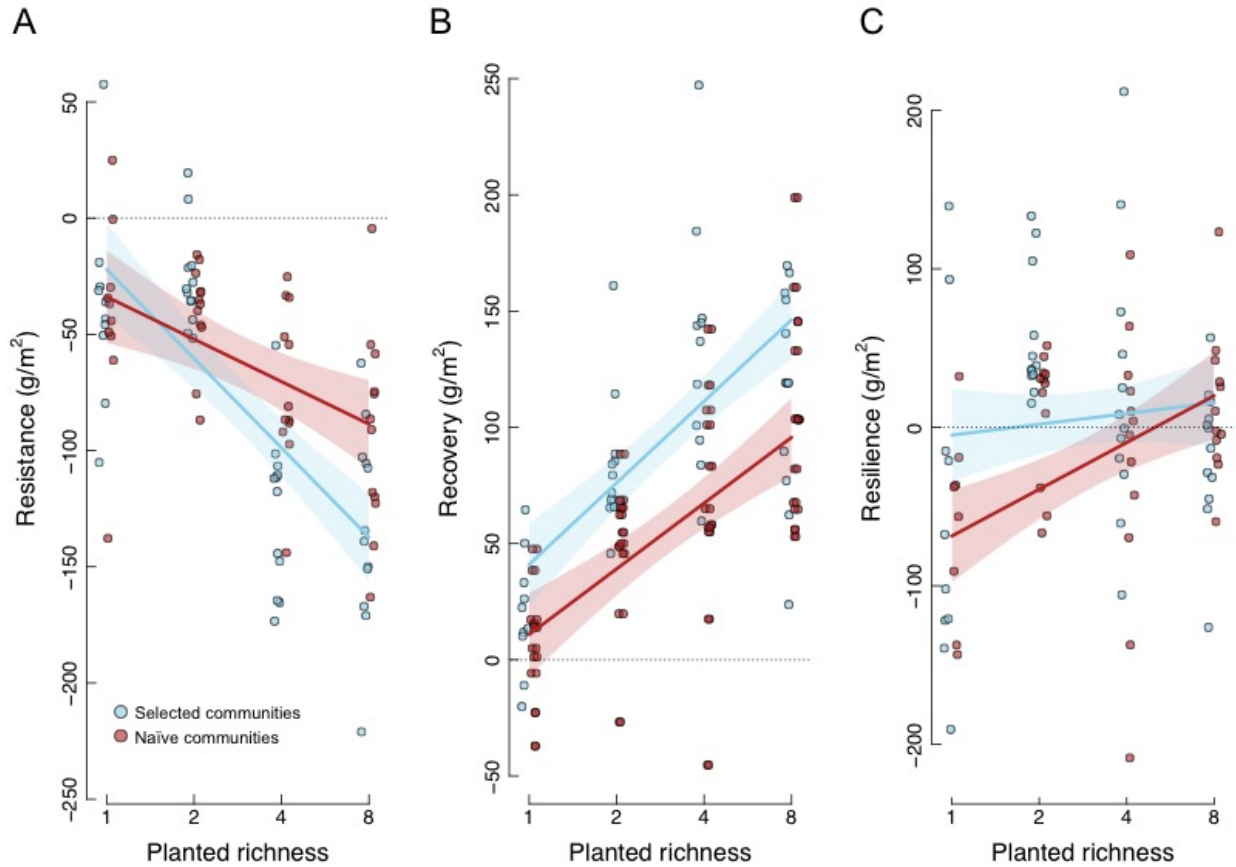 A
B
C
Resistance (g/m²)
50
0
−50
−100
−150
−200
−250
Selected communities
Naïve communities
1
2
4
8
Planted richness
Recovery (g/m²)
250
200
150
100
50
0
−50
1
2
4
8
Planted richness
Resilience (g/m²)
200
100
0
−100
−200
1
2
4
8
Planted richness